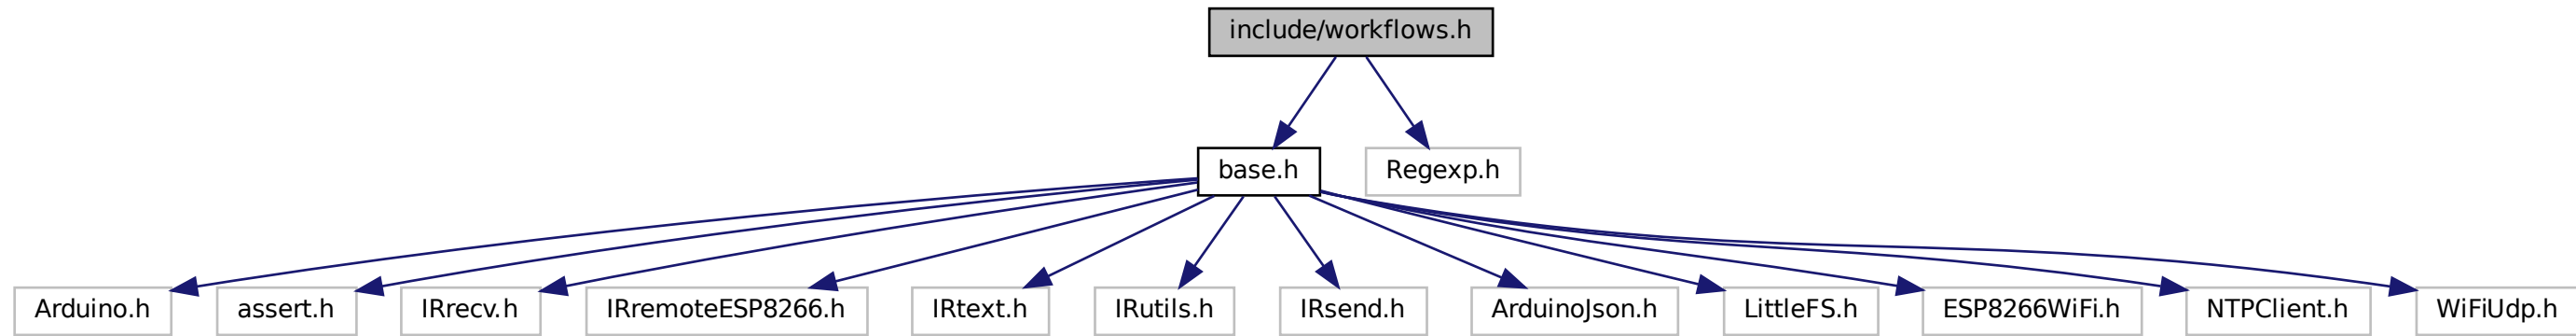 include/workflows.h
base.h
Regexp.h
Arduino.h
assert.h
IRrecv.h
IRremoteESP8266.h
IRtext.h
IRutils.h
IRsend.h
ArduinoJson.h
LittleFS.h
ESP8266WiFi.h
NTPClient.h
WiFiUdp.h